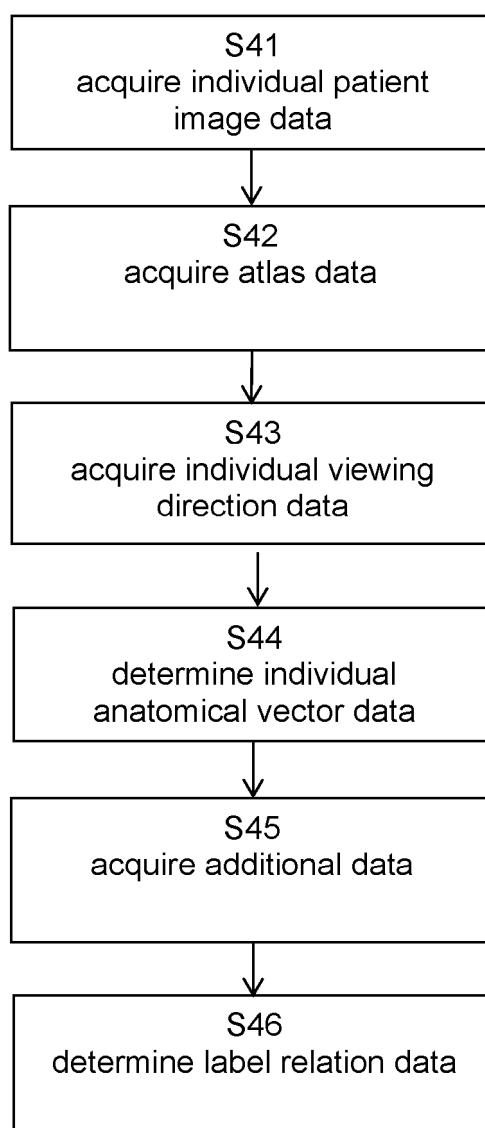 S41
acquire individual patient
image data
S42
acquire atlas data
S43
acquire individual viewing
direction data
S44
determine individual
anatomical vector data
S45
acquire additional data
S46
determine label relation data